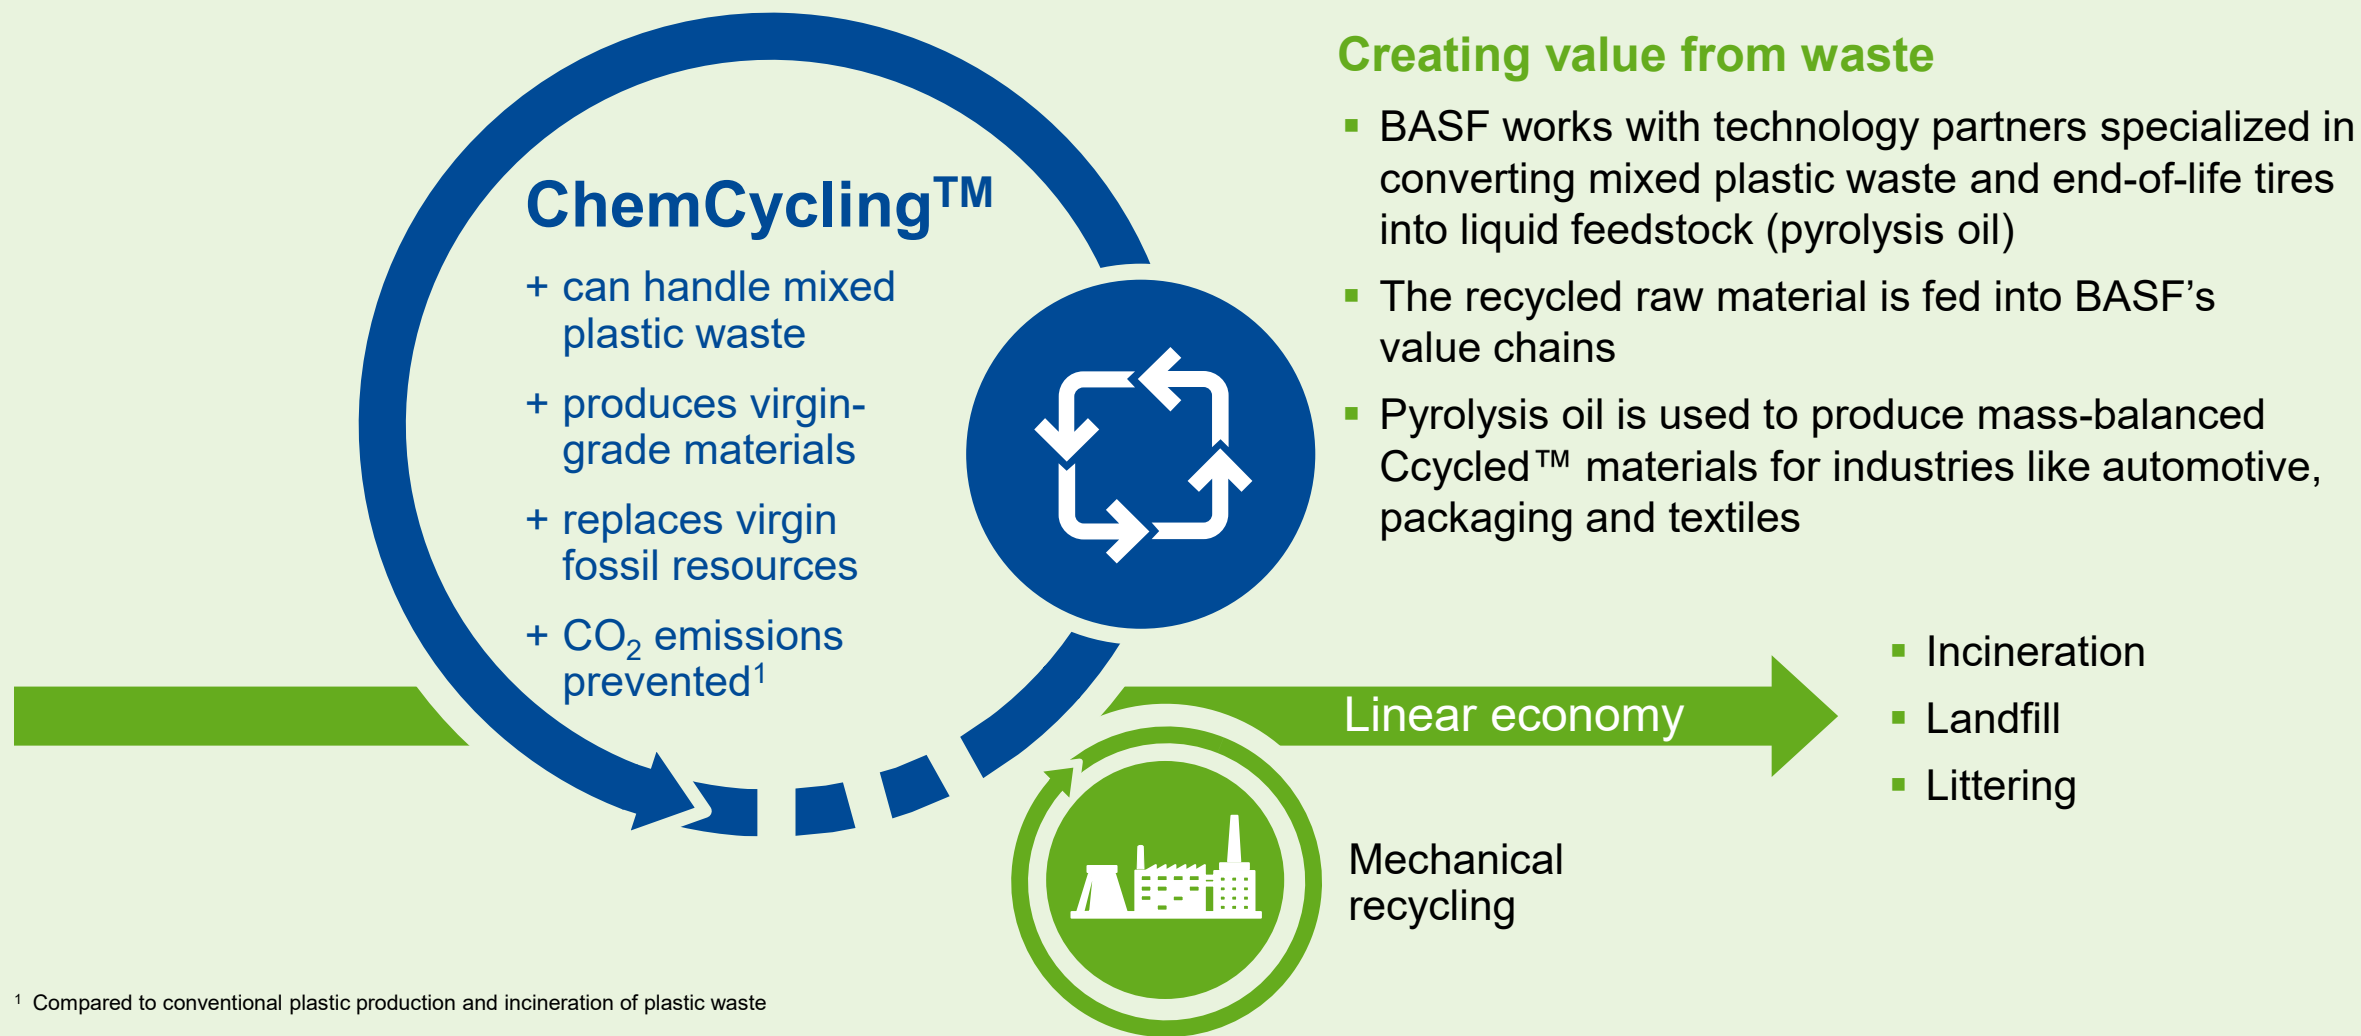 ChemCycling™
+ can handle mixed
plastic waste
+ produces virgin-
grade materials
+ replaces virgin
fossil resources
+ CO₂ emissions
prevented¹
Creating value from waste
▪ BASF works with technology partners specialized in
converting mixed plastic waste and end-of-life tires
into liquid feedstock (pyrolysis oil)
▪ The recycled raw material is fed into BASF’s
value chains
▪ Pyrolysis oil is used to produce mass-balanced
Ccycled™ materials for industries like automotive,
packaging and textiles
Linear economy
▪ Incineration
▪ Landfill
▪ Littering
Mechanical
recycling
¹ Compared to conventional plastic production and incineration of plastic waste